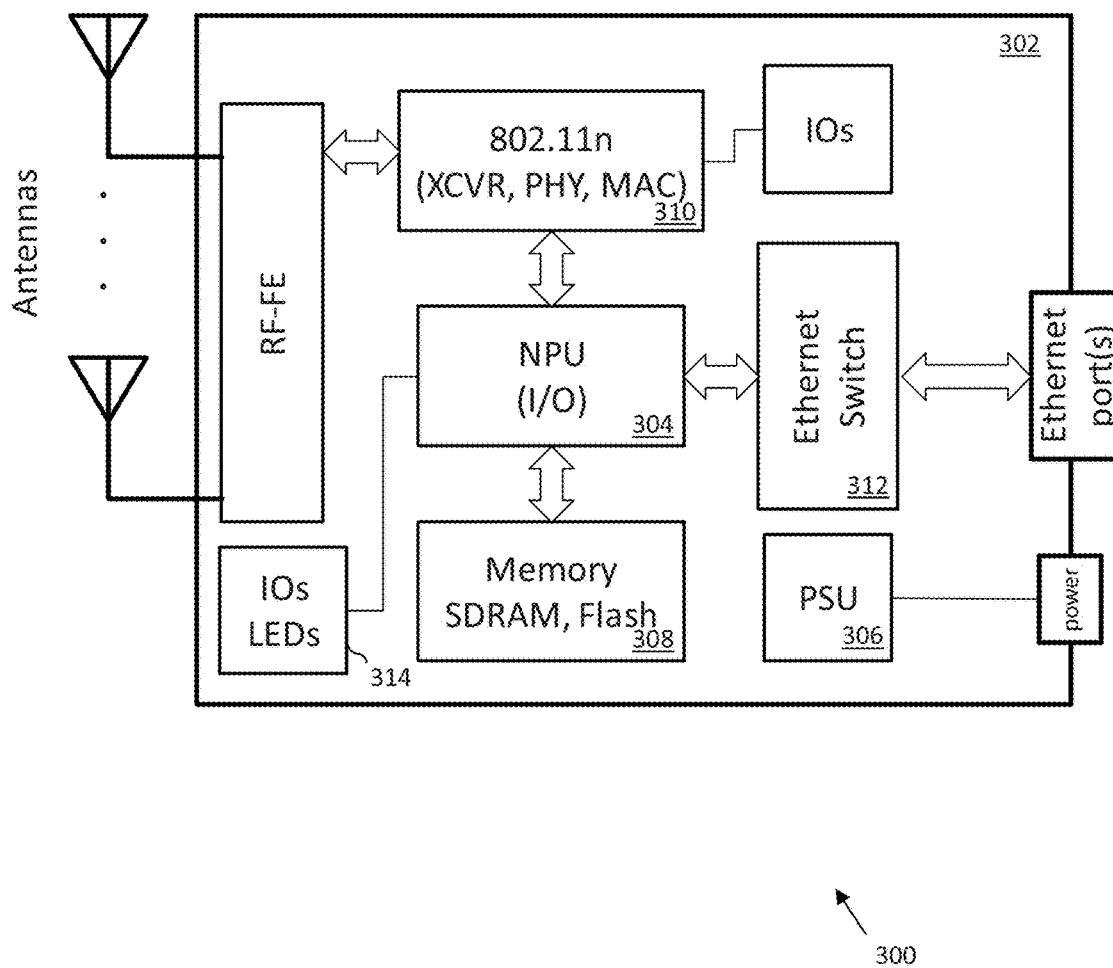 302
802.11n
(XCVR, PHY, MAC)
310
IOs
Antennas
RF-FE
NPU
(I/O)
304
Ethernet
Switch
312
Ethernet
port(s)
IOs
LEDs
314
Memory
SDRAM, Flash
308
PSU
306
power
300